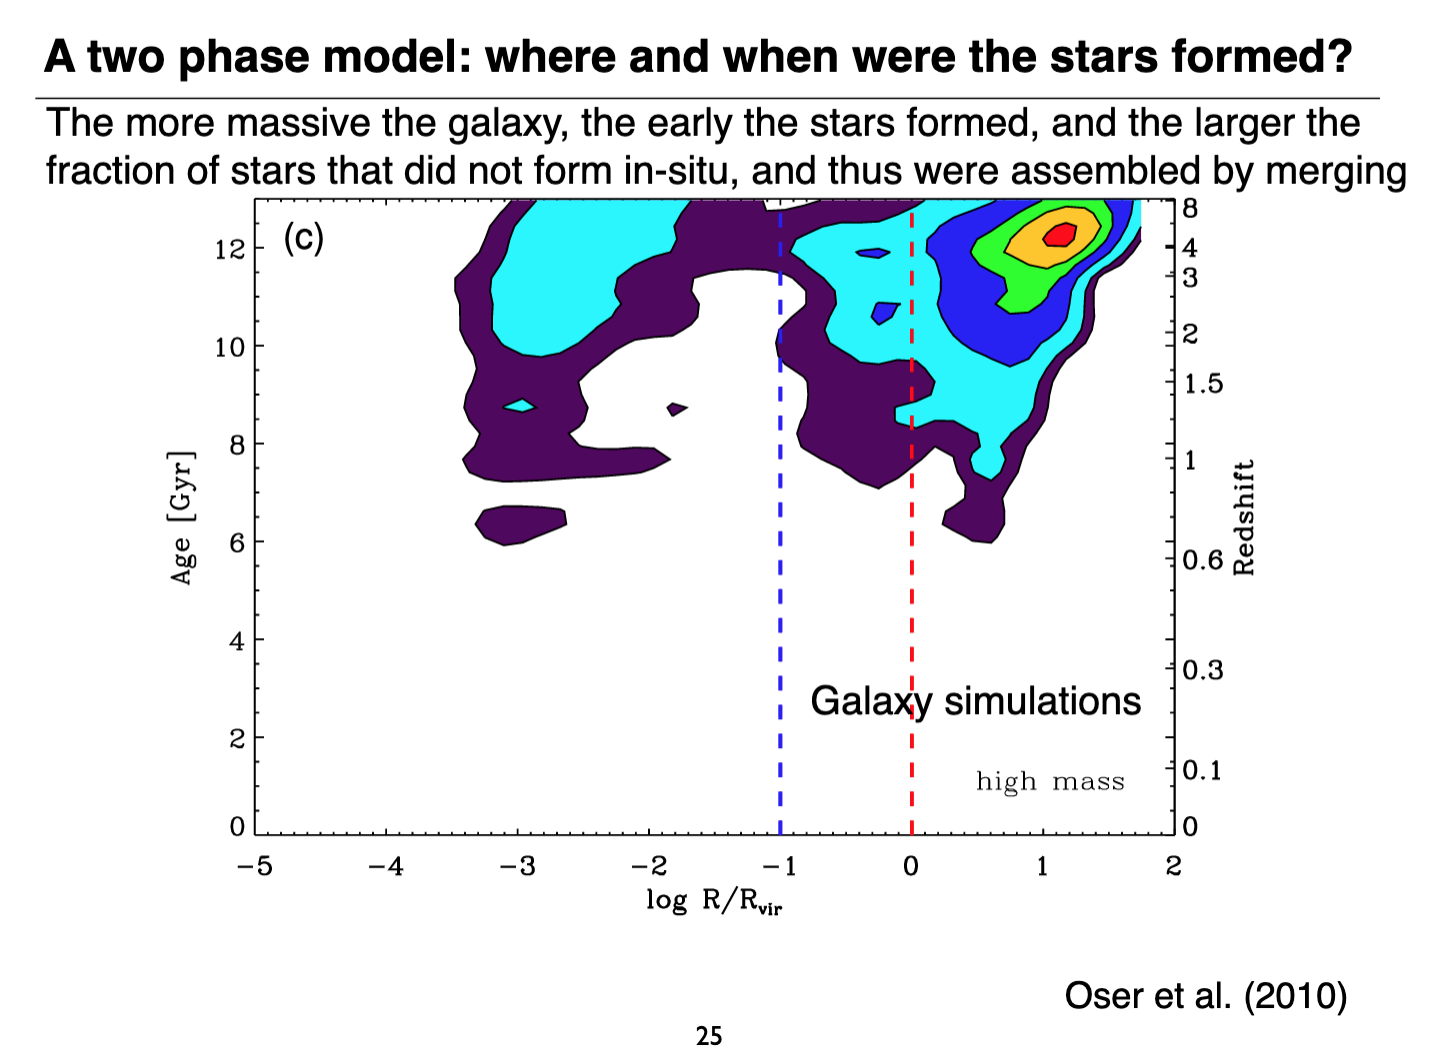 A two phase model: where and when were the stars formed?
The more massive the galaxy, the early the stars formed, and the larger the
fraction of stars that did not form in-situ, and thus were assembled by merging
(c)
12
10
8
6
4
2
0
Age [Gyr]
8
4
3
2
1.5
1
0.6
0.3
0.1
0
Redshift
Galaxy simulations
high mass
−5 −4 −3 −2 −1 0 1 2
log R/Rvir
Oser et al. (2010)
25